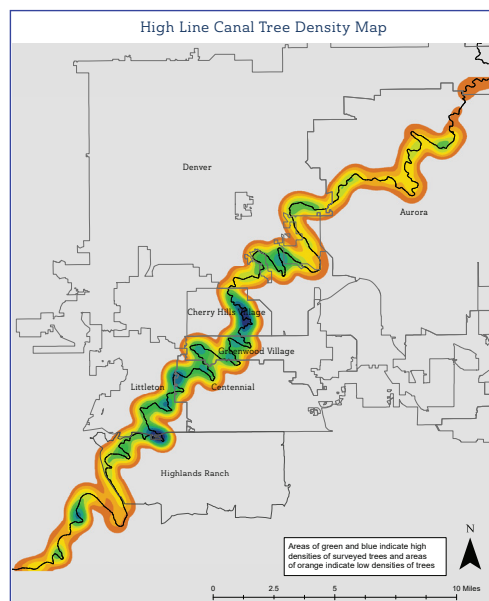 High Line Canal Tree Density Map
Denver
Aurora
Cherry Hills Village
Greenwood Village
Littleton
Centennial
Highlands Ranch
N
Areas of green and blue indicate high
densities of surveyed trees and areas
of orange indicate low densities of trees
0 2.5 5 10 Miles